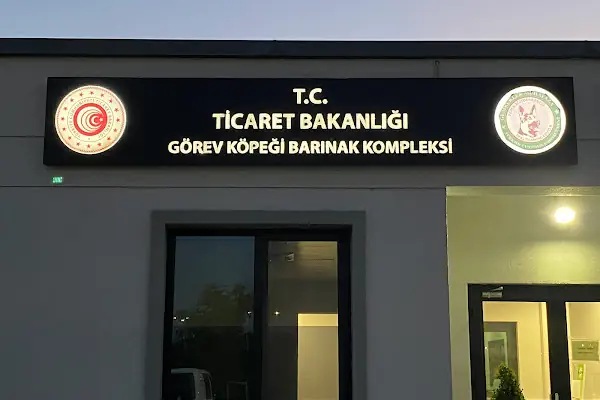 T.C.
TİCARET BAKANLIĞI
GÖREV KÖPEĞİ BARINAK KOMPLEKSİ